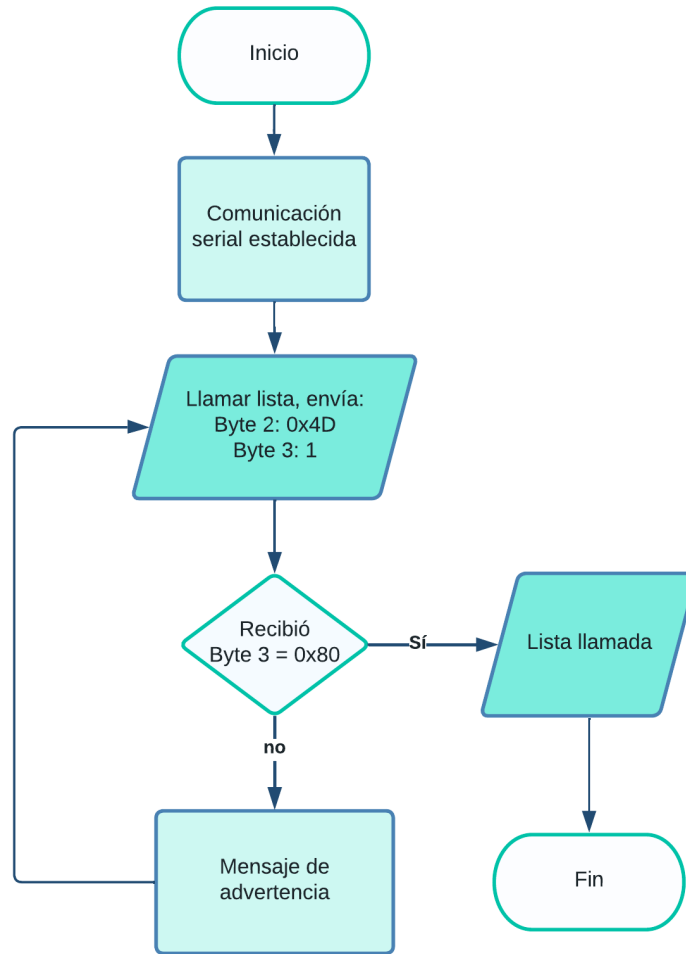 Inicio
Comunicación
serial establecida
Llamar lista, envía:
Byte 2: 0x4D
Byte 3: 1
Recibió
Byte 3 = 0x80
Sí
Lista llamada
no
Mensaje de
advertencia
Fin